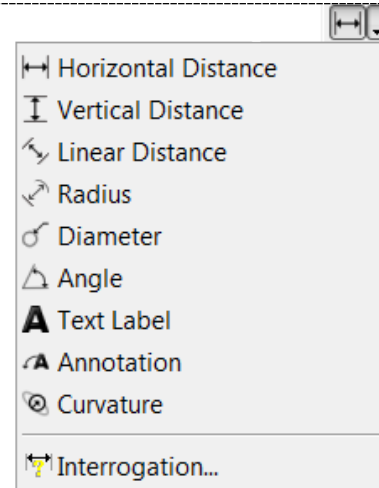 Horizontal Distance
Vertical Distance
Linear Distance
Radius
Diameter
Angle
Text Label
Annotation
Curvature
Interrogation...